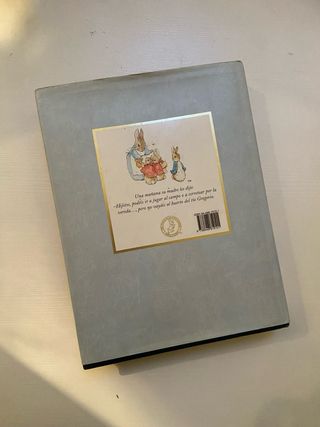 Una mañana su madre les dijo:
–Hijitos, podéis ir a jugar al campo o a corretear por la
vereda..., pero no vayáis al huerto del tío Gregorio.